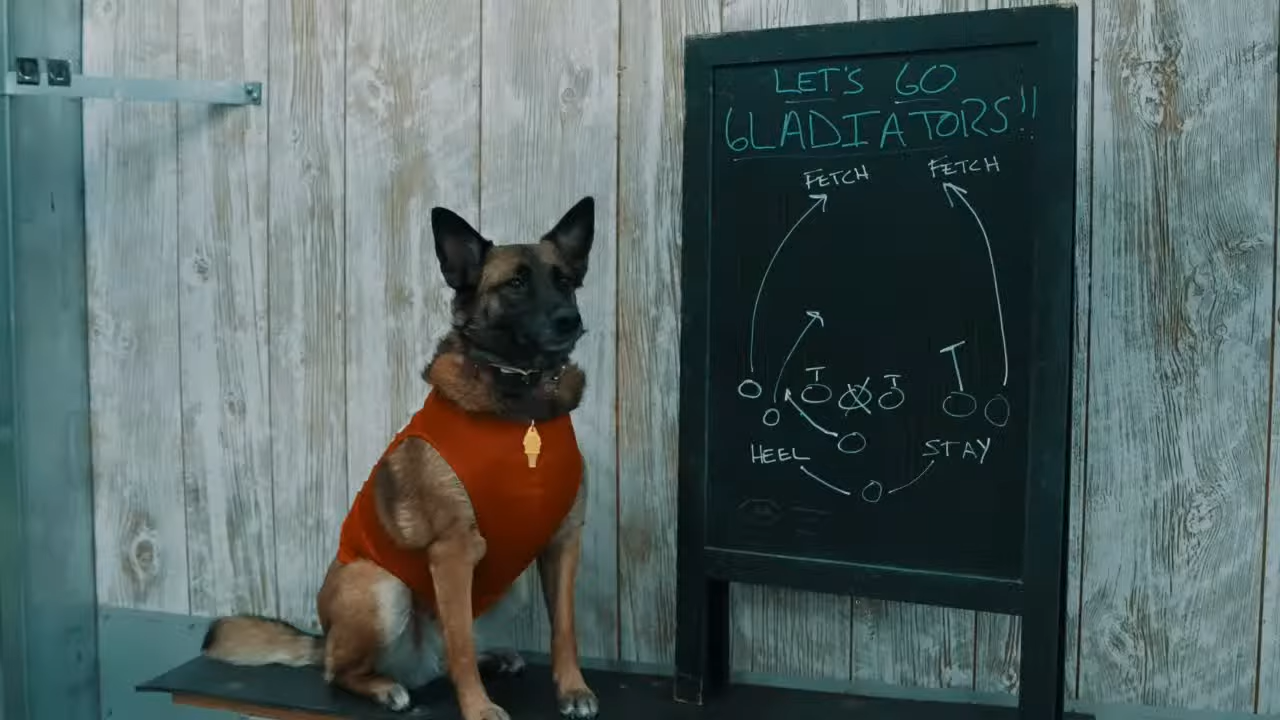 LET'S GO
GLADIATORS!!
FETCH FETCH
T T
HEEL STAY